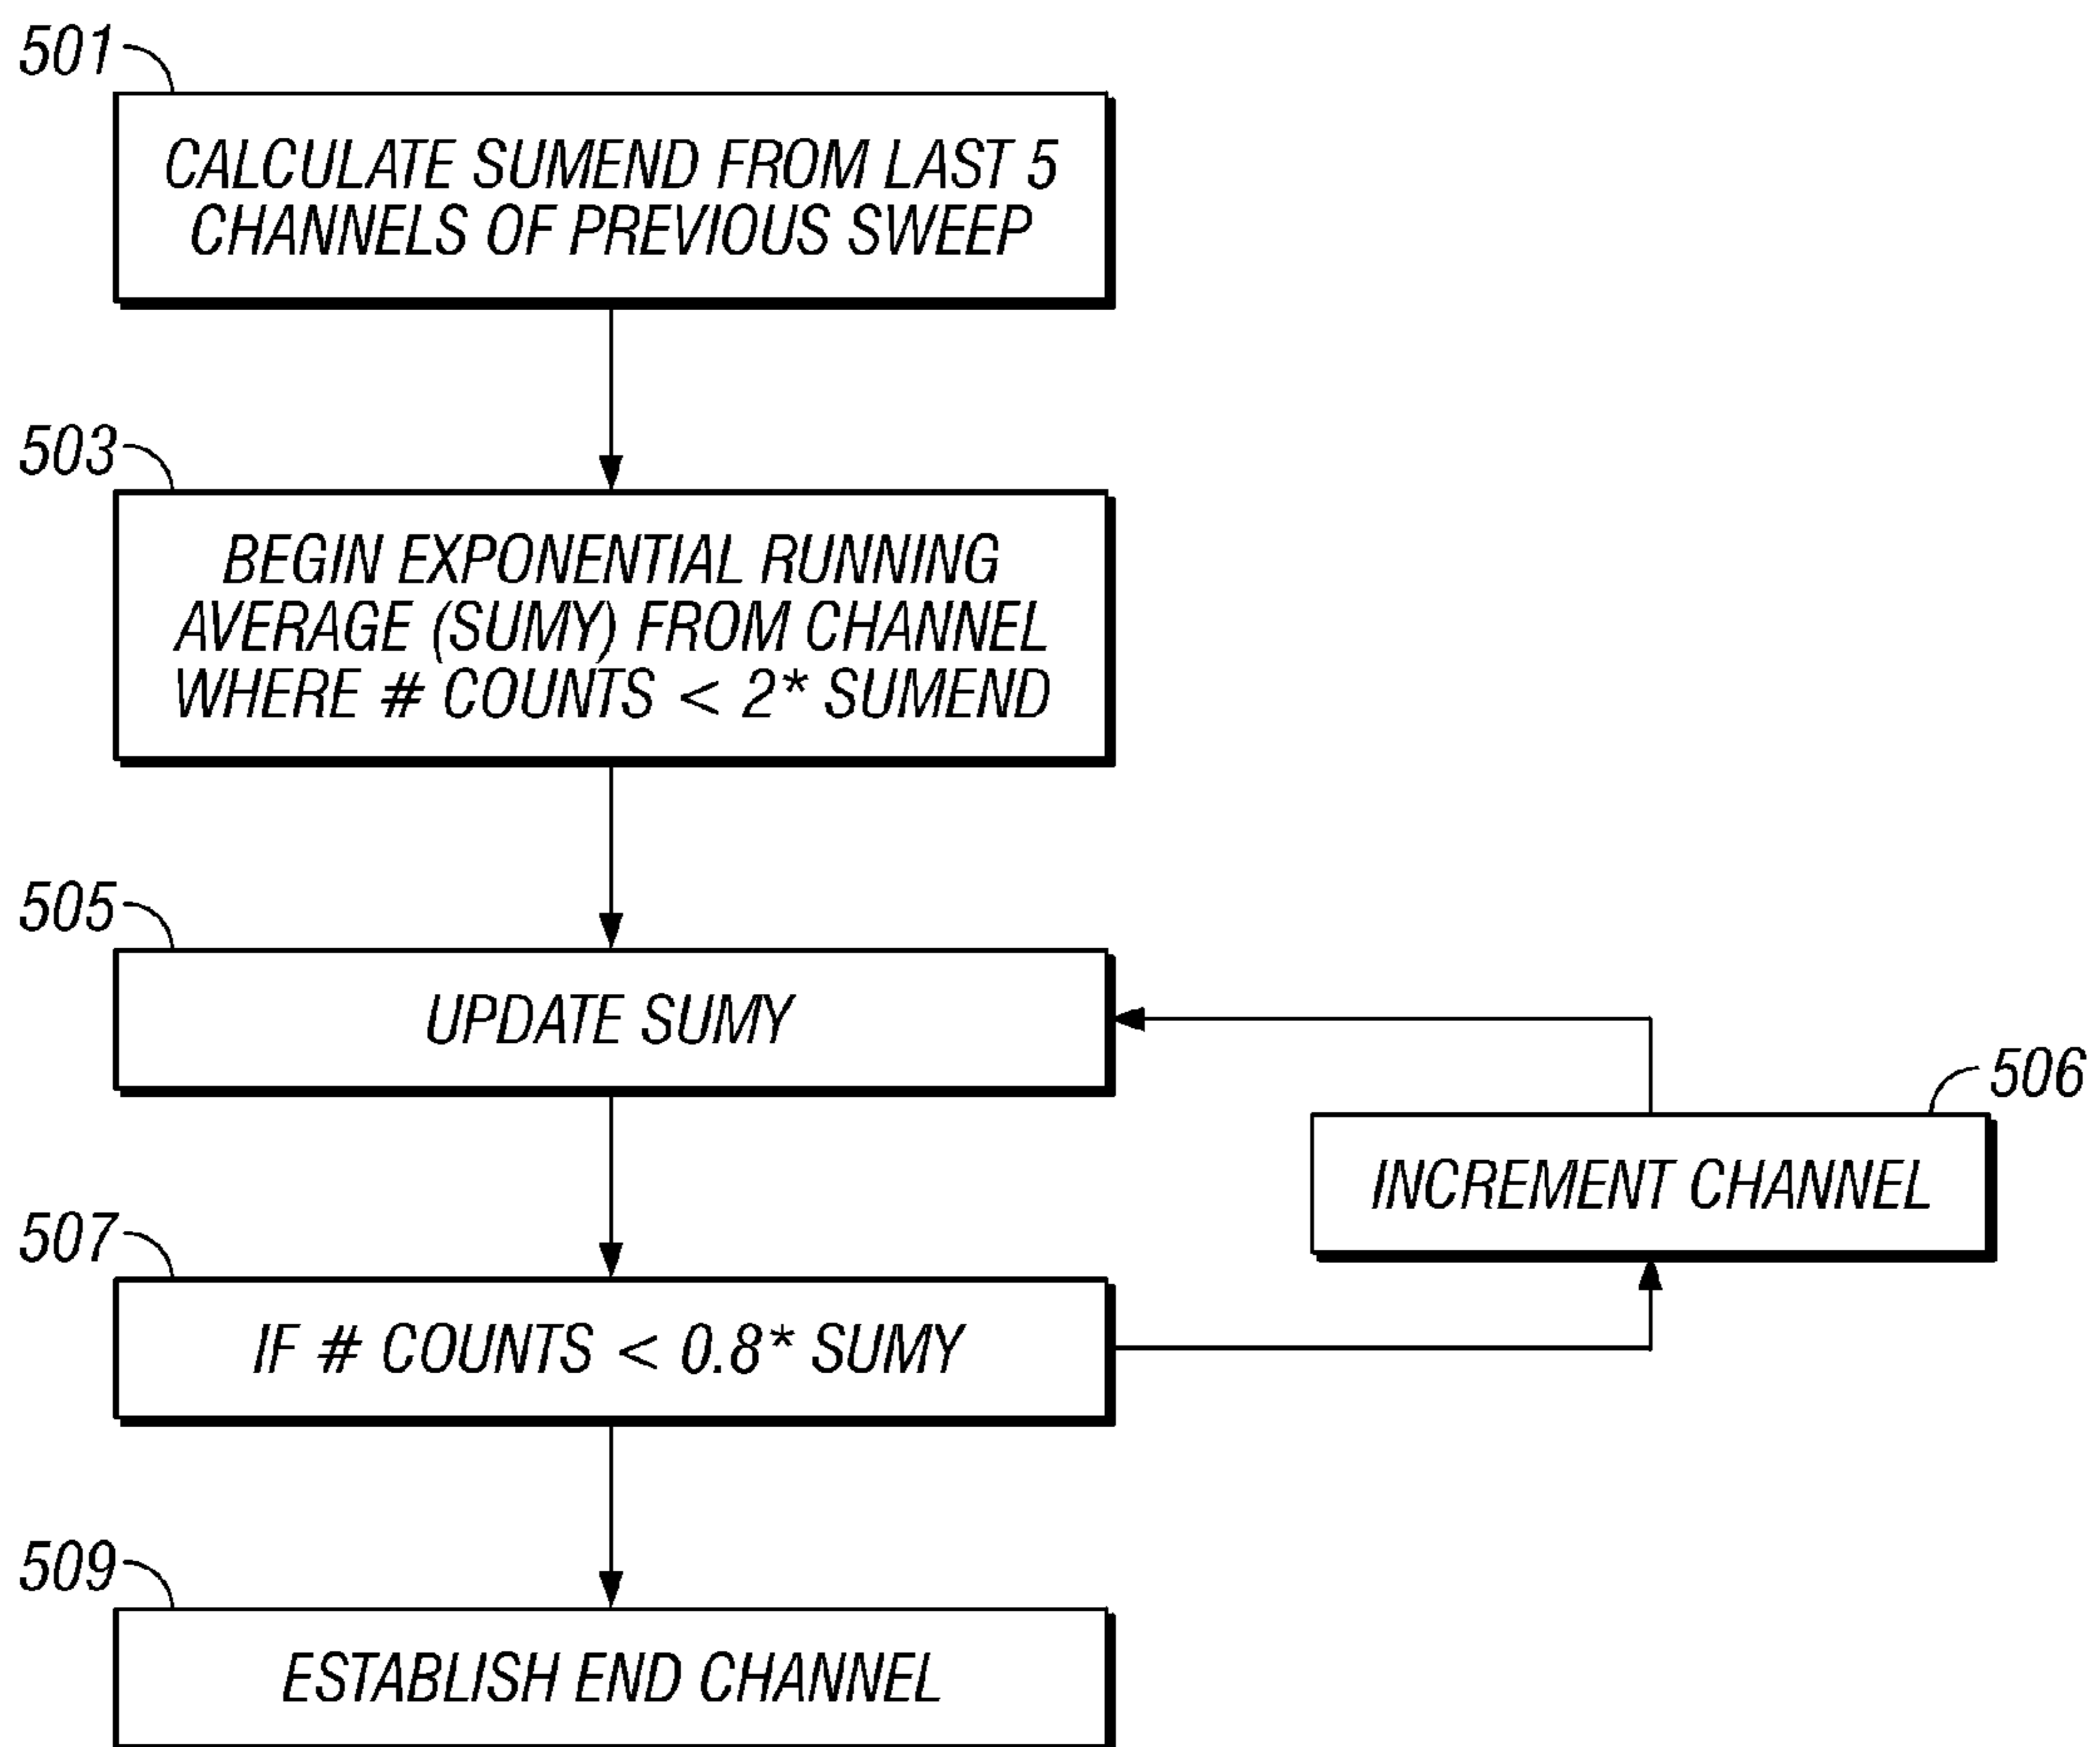 501
CALCULATE SUMEND FROM LAST 5
CHANNELS OF PREVIOUS SWEEP
503
BEGIN EXPONENTIAL RUNNING
AVERAGE (SUMY) FROM CHANNEL
WHERE # COUNTS < 2* SUMEND
505
UPDATE SUMY
506
INCREMENT CHANNEL
507
IF # COUNTS < 0.8* SUMY
509
ESTABLISH END CHANNEL